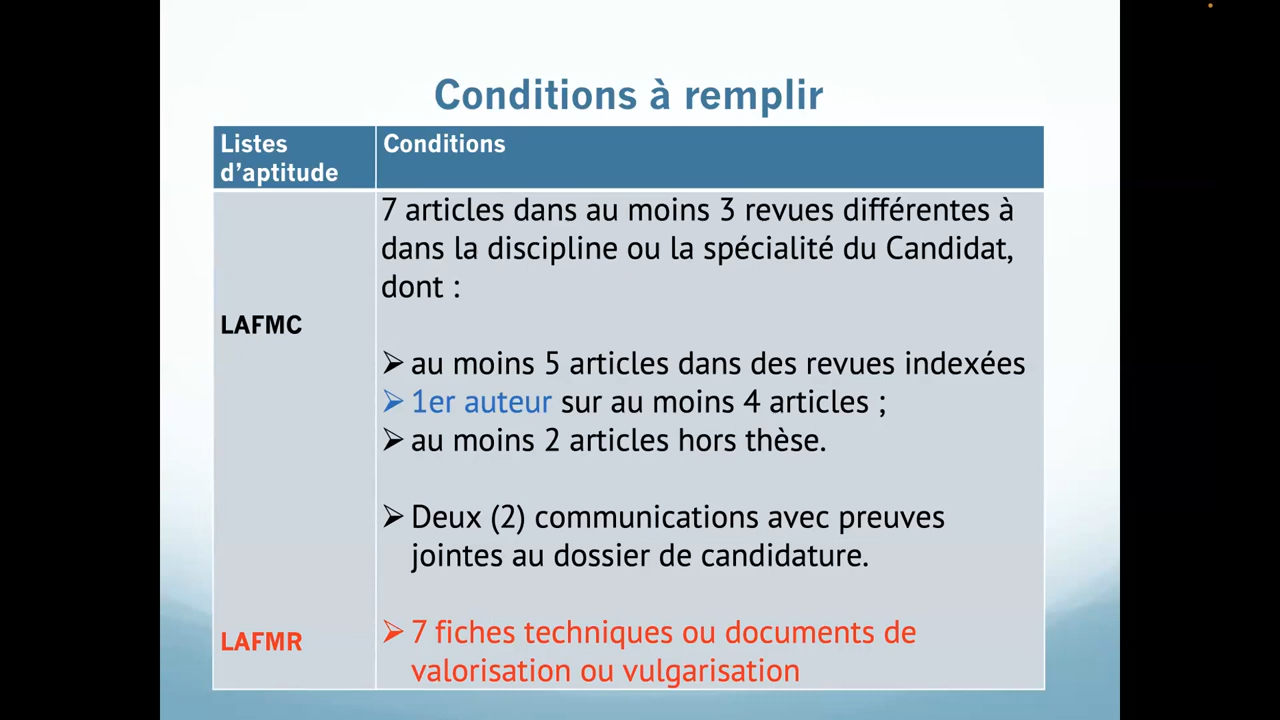 Conditions à remplir
Listes
d’aptitude
Conditions
LAFMC
7 articles dans au moins 3 revues différentes à
dans la discipline ou la spécialité du Candidat,
dont :
➢ au moins 5 articles dans des revues indexées
➢ 1er auteur sur au moins 4 articles ;
➢ au moins 2 articles hors thèse.
➢ Deux (2) communications avec preuves
jointes au dossier de candidature.
LAFMR
➢ 7 fiches techniques ou documents de
valorisation ou vulgarisation